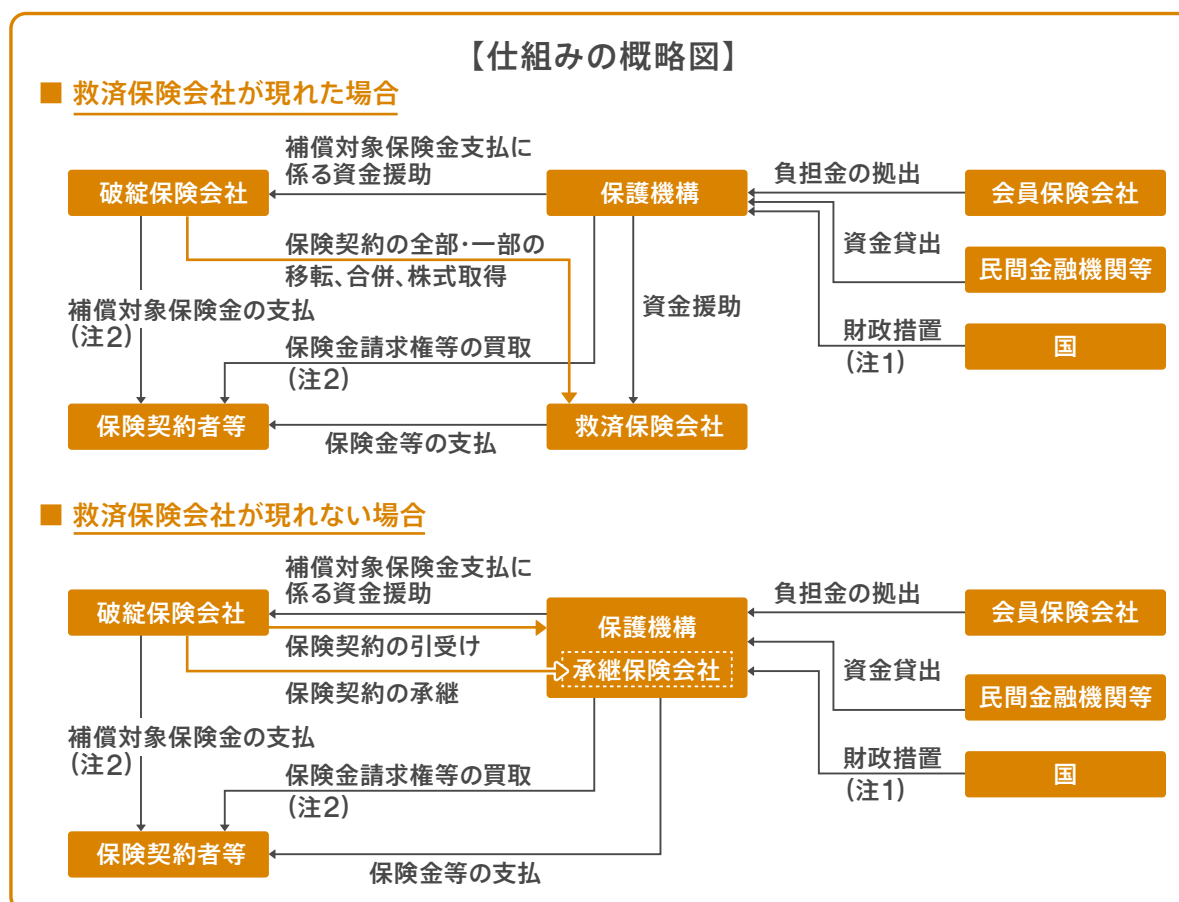 【仕組みの概略図】
■ 救済保険会社が現れた場合
補償対象保険金支払に
係る資金援助
破綻保険会社
保護機構
負担金の拠出
会員保険会社
保険契約の全部・一部の
移転、合併、株式取得
資金貸出
民間金融機関等
補償対象保険金の支払
(注2)
資金援助
財政措置
(注1)
国
保険金請求権等の買取
(注2)
保険契約者等
保険金等の支払
救済保険会社
■ 救済保険会社が現れない場合
補償対象保険金支払に
係る資金援助
破綻保険会社
保護機構
承継保険会社
負担金の拠出
会員保険会社
保険契約の引受け
保険契約の承継
資金貸出
民間金融機関等
補償対象保険金の支払
(注2)
保険金請求権等の買取
(注2)
財政措置
(注1)
国
保険契約者等
保険金等の支払